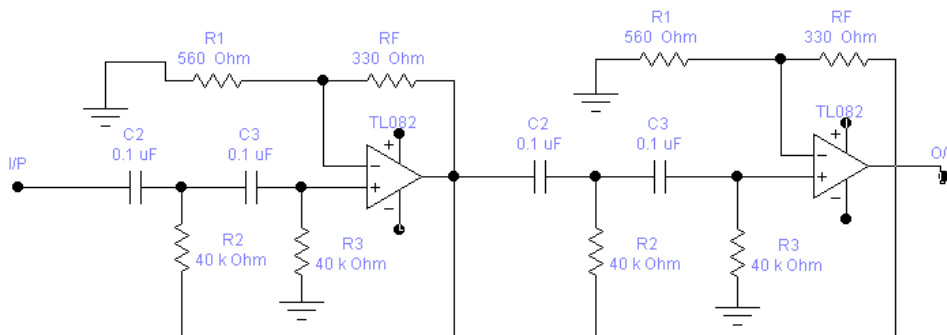 R1
560 Ohm
RF
330 Ohm
R1
560 Ohm
RF
330 Ohm
TL082
TL082
C2
0.1 uF
C3
0.1 uF
C2
0.1 uF
C3
0.1 uF
I/P
O/
+
−
+
−
+
−
+
−
R2
40 k Ohm
R3
40 k Ohm
R2
40 k Ohm
R3
40 k Ohm